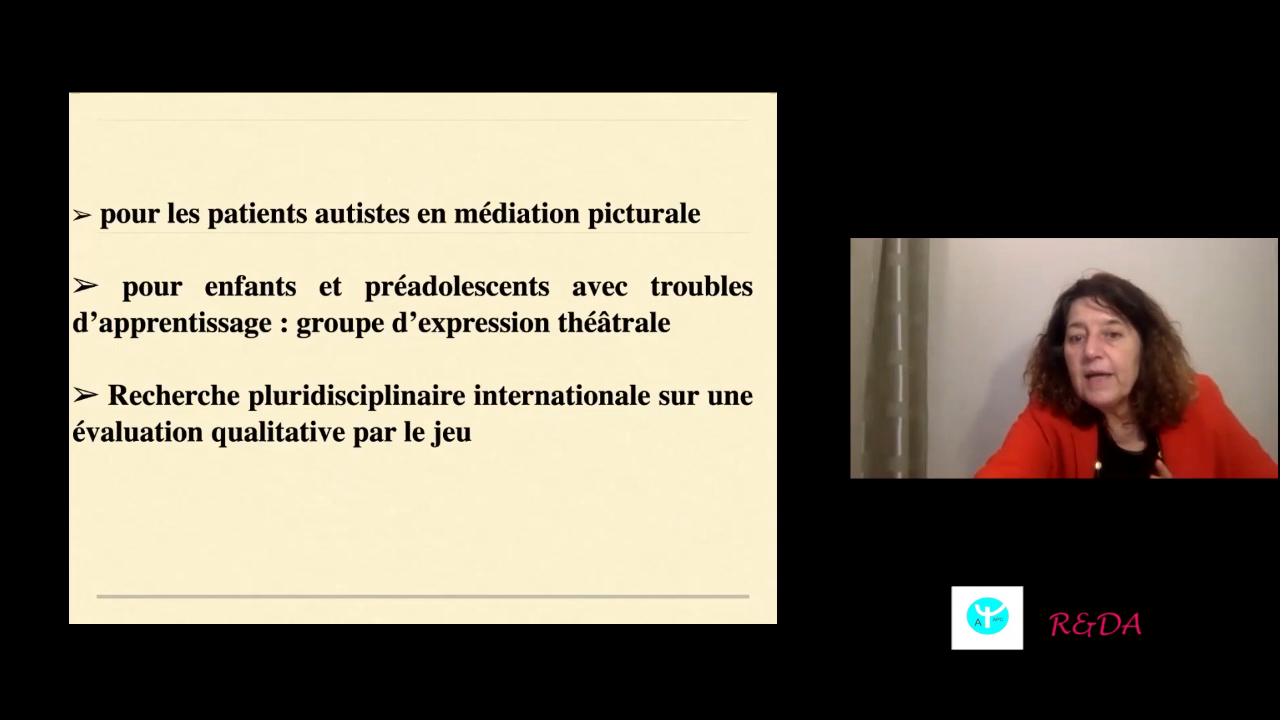 ➢ pour les patients autistes en médiation picturale
➢ pour enfants et préadolescents avec troubles
d’apprentissage : groupe d’expression théâtrale
➢ Recherche pluridisciplinaire internationale sur une
évaluation qualitative par le jeu
R&DA